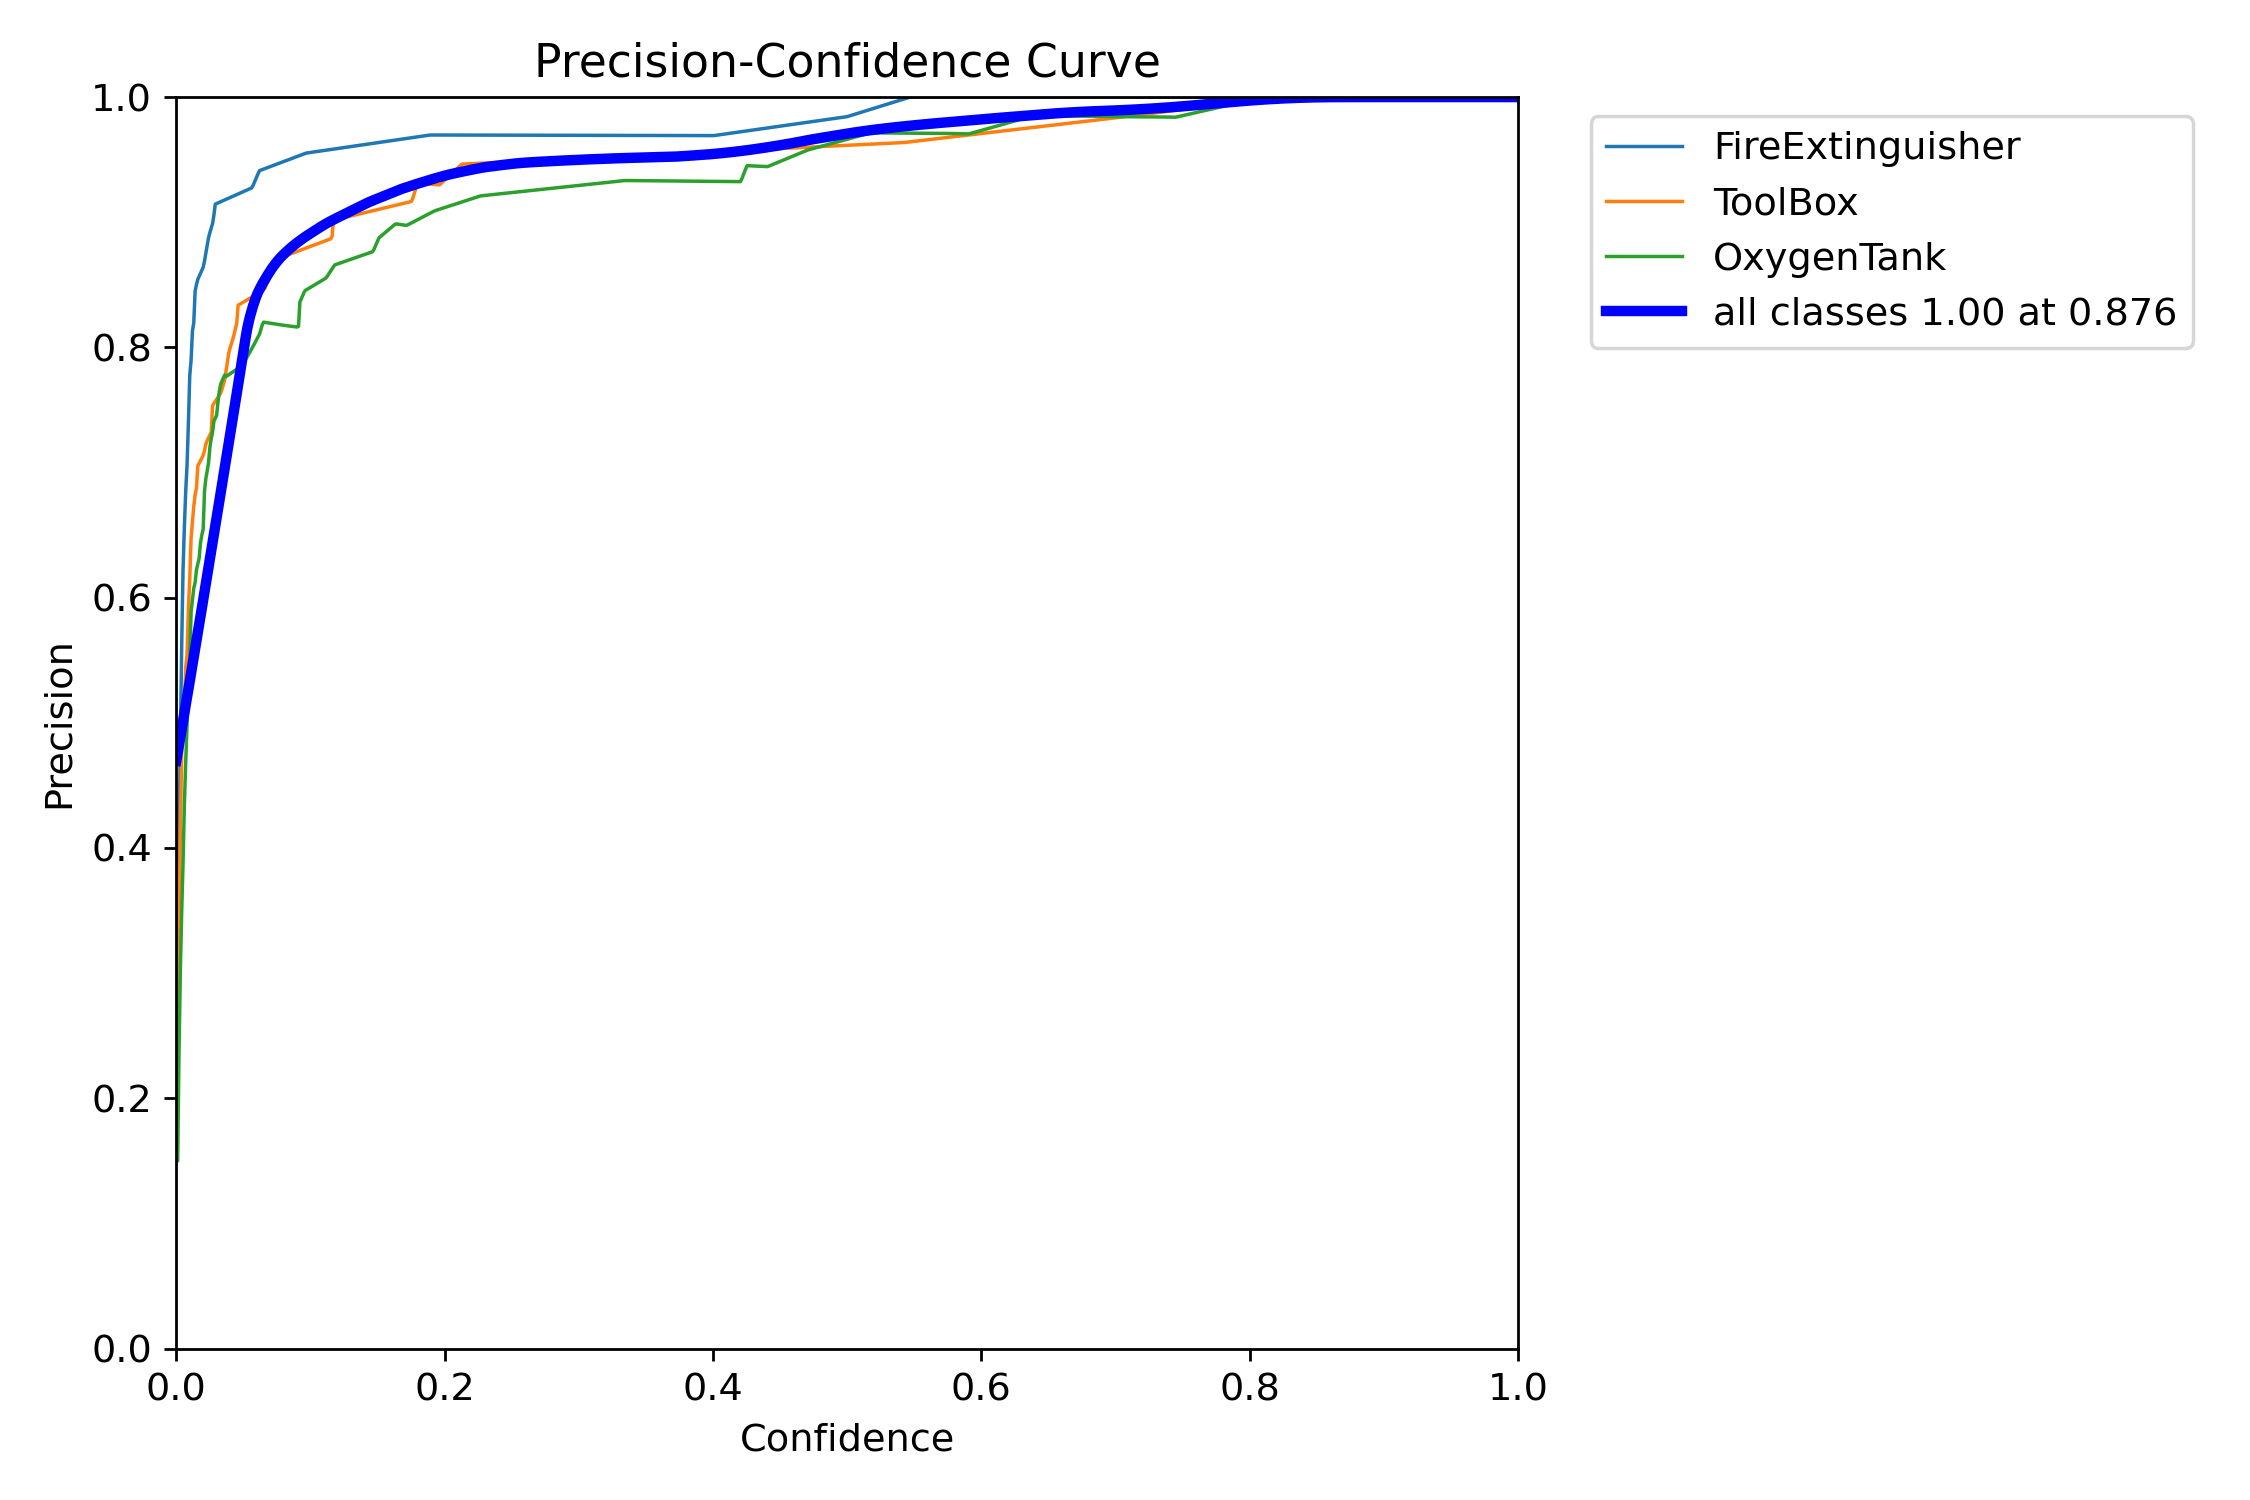 Precision-Confidence Curve
1.0
0.8
0.6
0.4
0.2
0.0
Precision
0.0 0.2 0.4 0.6 0.8 1.0
Confidence
FireExtinguisher
ToolBox
OxygenTank
all classes 1.00 at 0.876